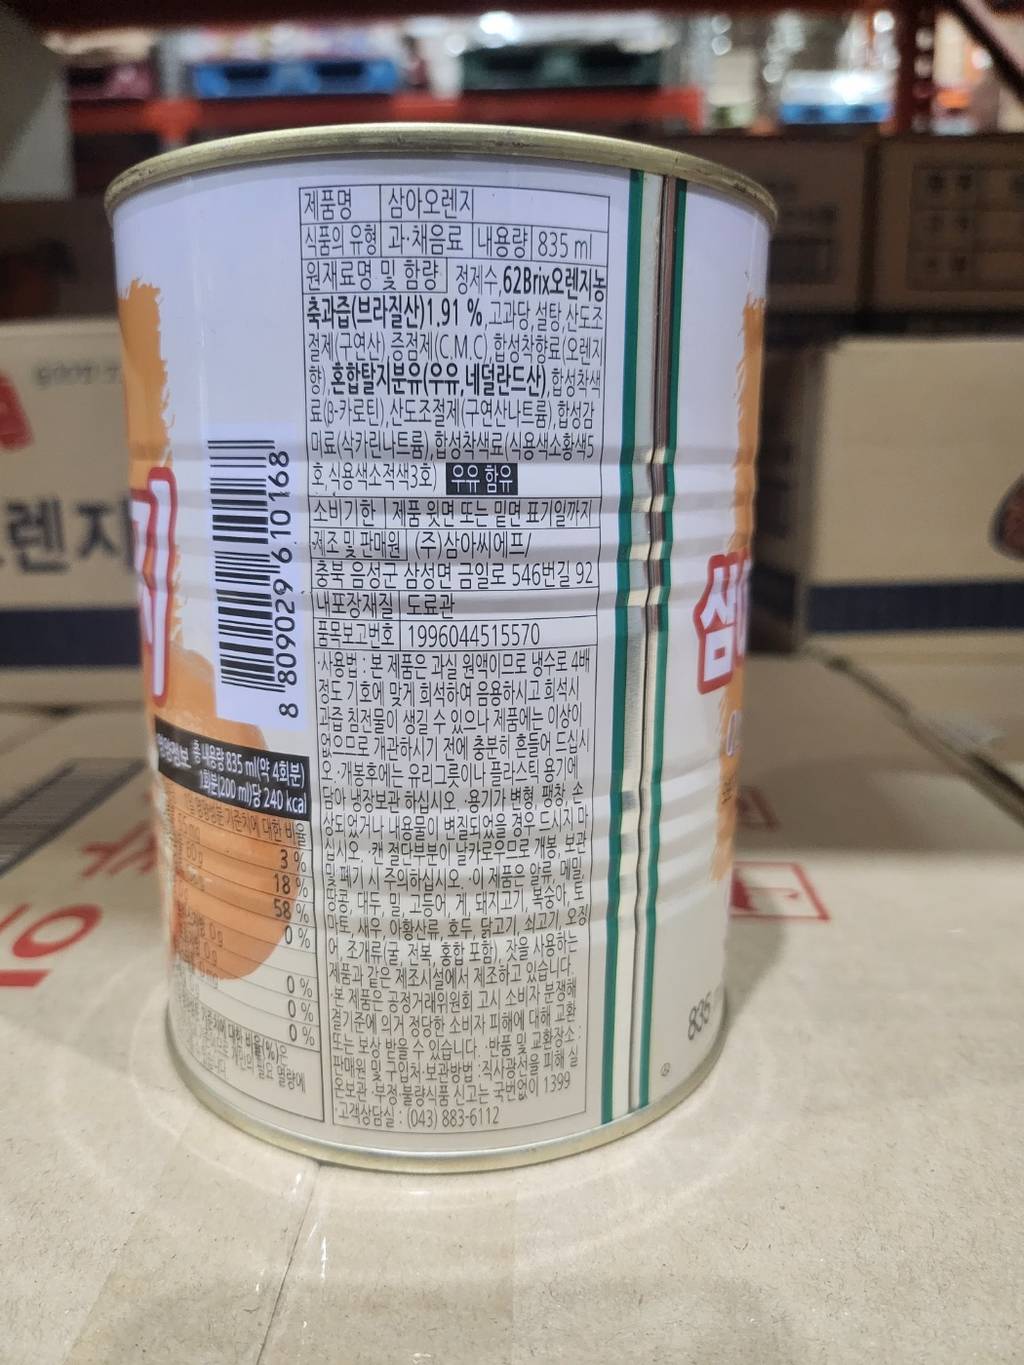 제품명 삼아오렌지
식품의 유형 과·채음료 내용량 835 ml
원재료명 및 함량 정제수,62Brix오렌지농
축과즙(브라질산)1.91 %,고과당,설탕,산도조
절제(구연산),증점제(C.M.C),합성착향료(오렌지
향),혼합탈지분유(우유,네덜란드산),합성착색
료(β-카로틴),산도조절제(구연산나트륨),합성감
미료(삭카린나트륨),합성착색료(식용색소황색5
호,식용색소적색3호) 우유 함유
소비기한 제품 윗면 또는 밑면 표기일까지
제조 및 판매원 (주)삼아씨에프/
충북 음성군 삼성면 금일로 546번길 92
내포장재질 도료관
품목보고번호 1996044515570
·사용법 : 본 제품은 과실 원액이므로 냉수로 4배
정도 기호에 맞게 희석하여 음용하시고 희석시
과즙 침전물이 생길 수 있으나 제품에는 이상이
없으므로 개관하시기 전에 충분히 흔들어 드십시
오 ·개봉후에는 유리그릇이나 플라스틱 용기에
담아 냉장보관 하십시오 ·용기가 변형, 팽창, 손
상되었거나 내용물이 변질되었을 경우 드시지 마
십시오. ·캔 절단부분이 날카로우므로 개봉, 보관
및 폐기 시 주의하십시오. ·이 제품은 알류, 메밀,
땅콩, 대두, 밀, 고등어, 게, 돼지고기, 복숭아, 토
마토, 새우, 아황산류, 호두, 닭고기, 쇠고기, 오징
어, 조개류(굴, 전복, 홍합 포함), 잣을 사용하는
제품과 같은 제조시설에서 제조하고 있습니다.
·본 제품은 공정거래위원회 고시 소비자 분쟁해
결기준에 의거 정당한 소비자 피해에 대해 교환
또는 보상 받을 수 있습니다. ·반품 및 교환장소 :
판매원 및 구입처·보관방법 : 직사광선을 피해 실
온보관 ·부정·불량식품 신고는 국번없이 1399
·고객상담실 : (043) 883-6112
8 809029 610168
영양정보 총 내용량 835 ml(약 4회분)
1회분(200 ml)당 240 kcal
1일 영양성분 기준치에 대한 비율
3 %
18 %
58 %
0 %
0 %
0 %
0 %
렌지
지
835